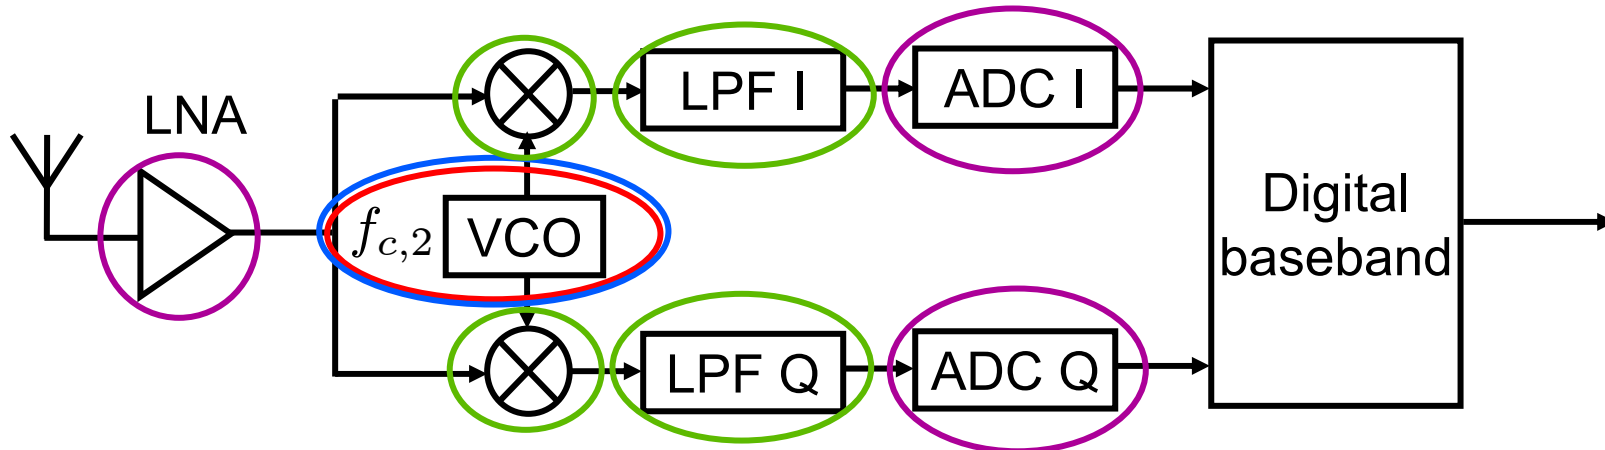 LNA
LPF I
ADC I
f_{c,2}
VCO
Digital
baseband
LPF Q
ADC Q